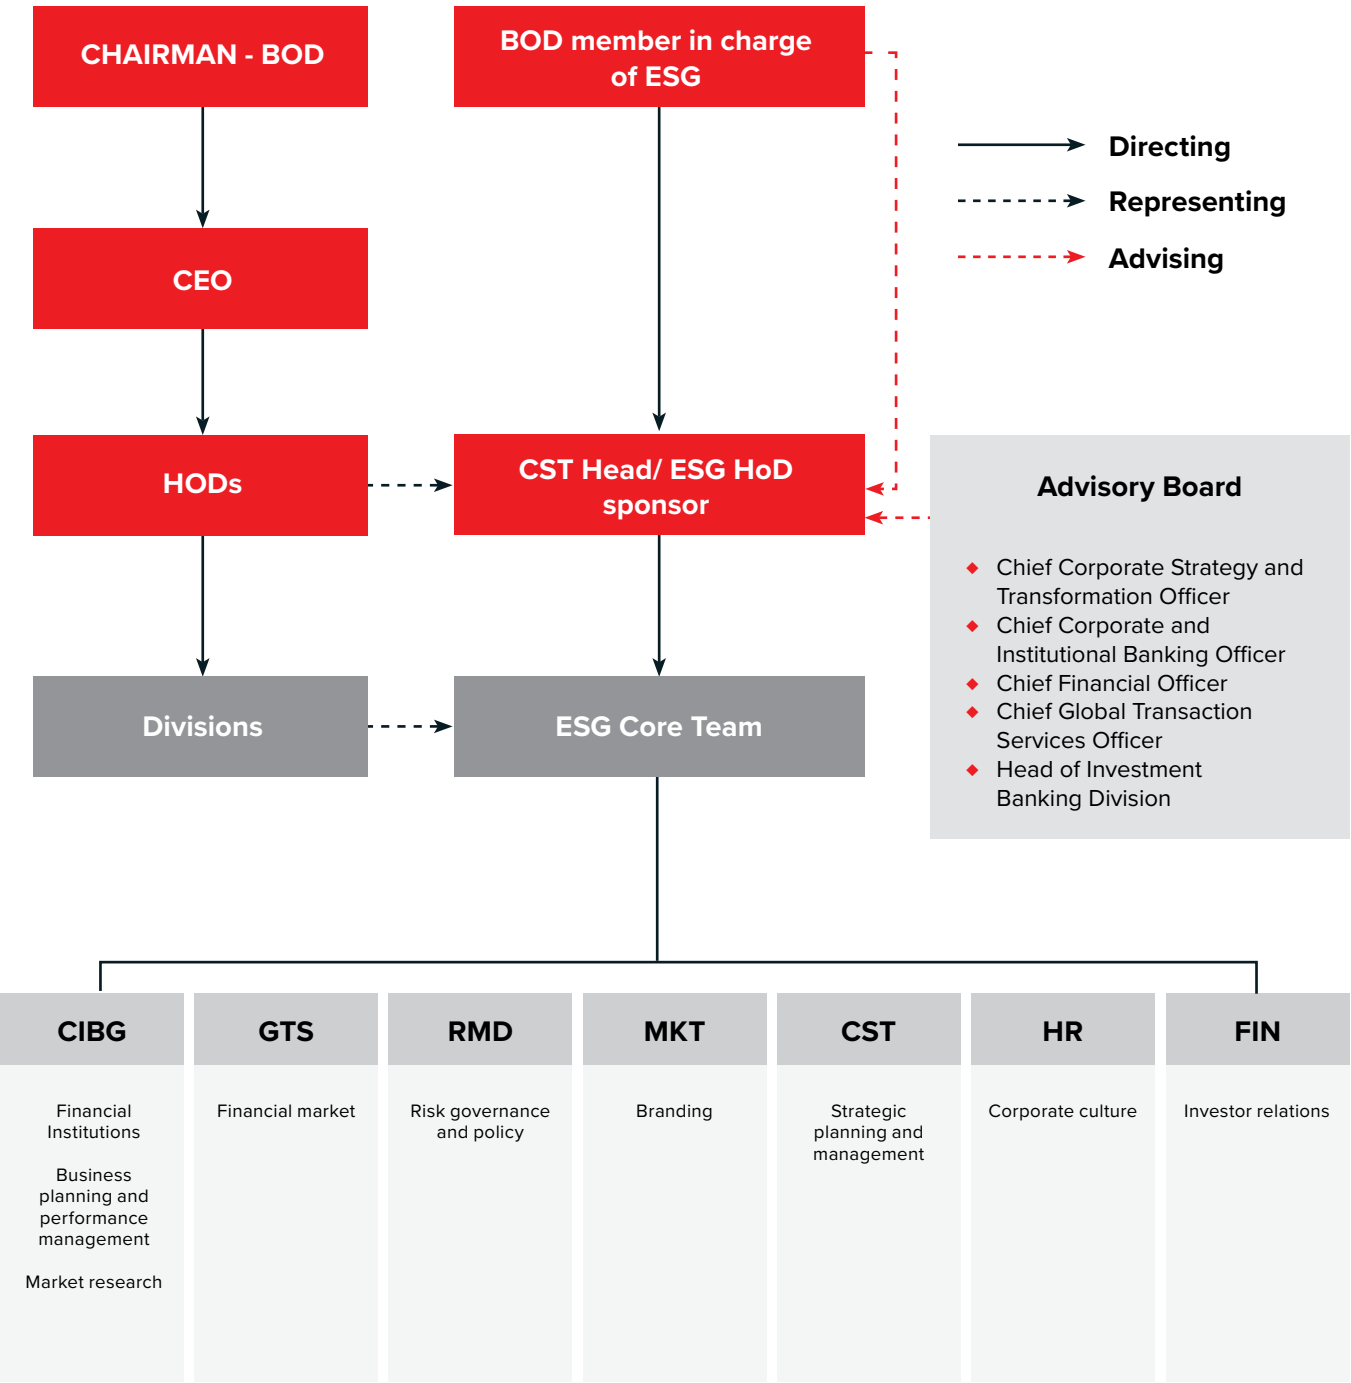 CHAIRMAN - BOD
BOD member in charge
of ESG
Directing
Representing
Advising
CEO
HODs
CST Head/ ESG HoD
sponsor
Advisory Board
Chief Corporate Strategy and
Transformation Officer
Chief Corporate and
Institutional Banking Officer
Chief Financial Officer
Chief Global Transaction
Services Officer
Head of Investment
Banking Division
Divisions
ESG Core Team
CIBG
Financial
Institutions
Business
planning and
performance
management
Market research
GTS
Financial market
RMD
Risk governance
and policy
MKT
Branding
CST
Strategic
planning and
management
HR
Corporate culture
FIN
Investor relations